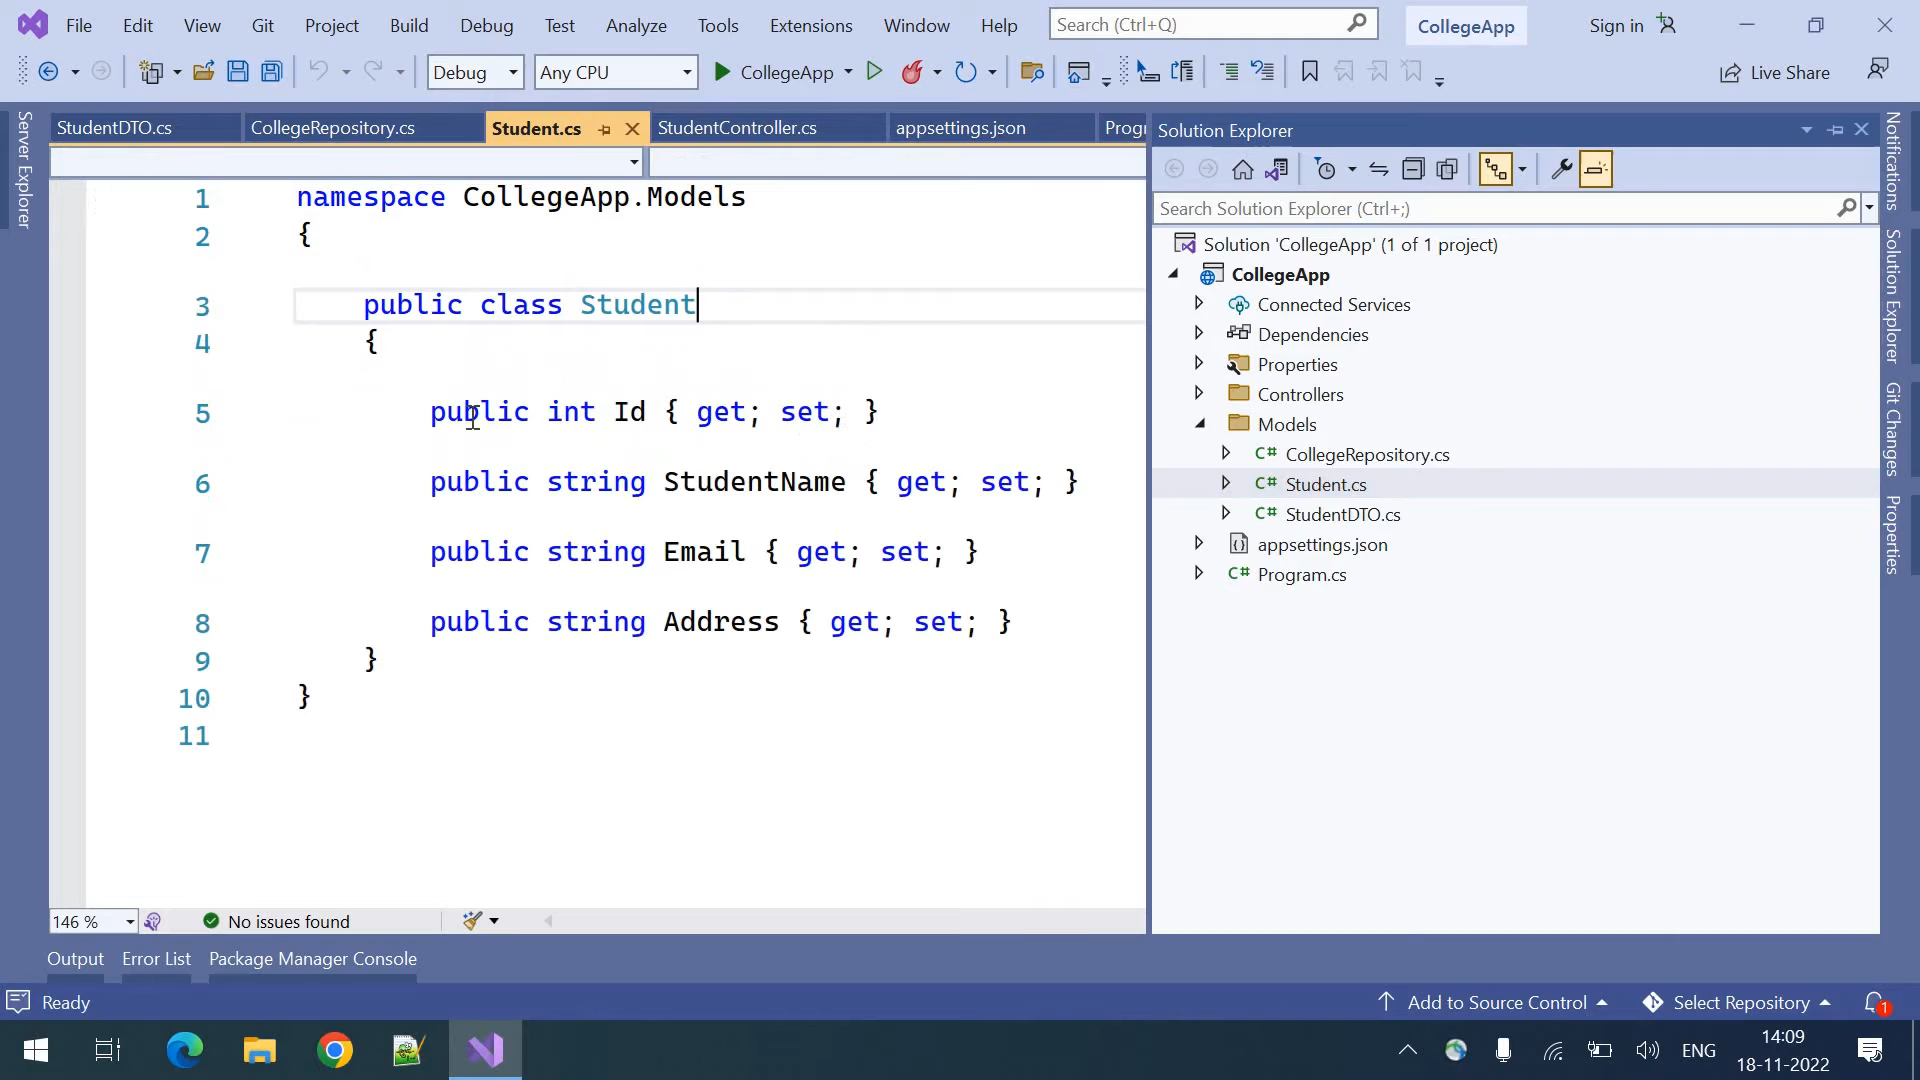 File Edit View Git Project Build Debug Test Analyze Tools Extensions Window Help Search (Ctrl+Q) CollegeApp Sign in
Debug Any CPU CollegeApp Live Share
StudentDTO.cs CollegeRepository.cs Student.cs StudentController.cs appsettings.json Progr
1 namespace CollegeApp.Models
2 {
3 public class Student
4 {
5 public int Id { get; set; }
6 public string StudentName { get; set; }
7 public string Email { get; set; }
8 public string Address { get; set; }
9 }
10 }
11
146 % No issues found
Server Explorer
Solution Explorer
Search Solution Explorer (Ctrl+;)
Solution 'CollegeApp' (1 of 1 project)
CollegeApp
Connected Services
Dependencies
Properties
Controllers
Models
C# CollegeRepository.cs
C# Student.cs
C# StudentDTO.cs
appsettings.json
C# Program.cs
Notifications
Solution Explorer
Git Changes
Properties
Output Error List Package Manager Console
Ready Add to Source Control Select Repository 1
ENG 14:09
18-11-2022